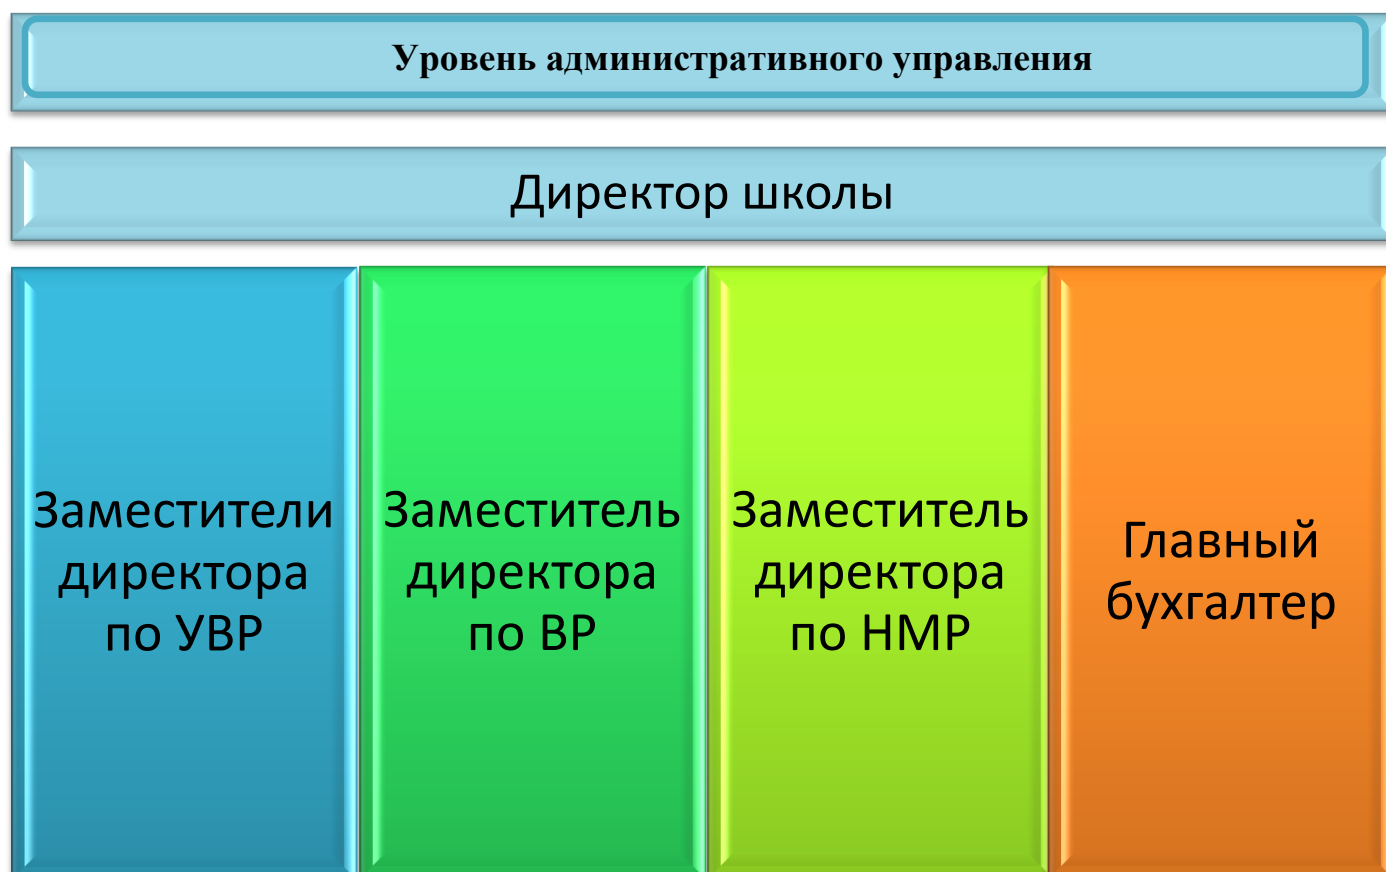 Уровень административного управления
Директор школы
Заместители
директора
по УВР
Заместитель
директора
по ВР
Заместитель
директора
по НМР
Главный
бухгалтер